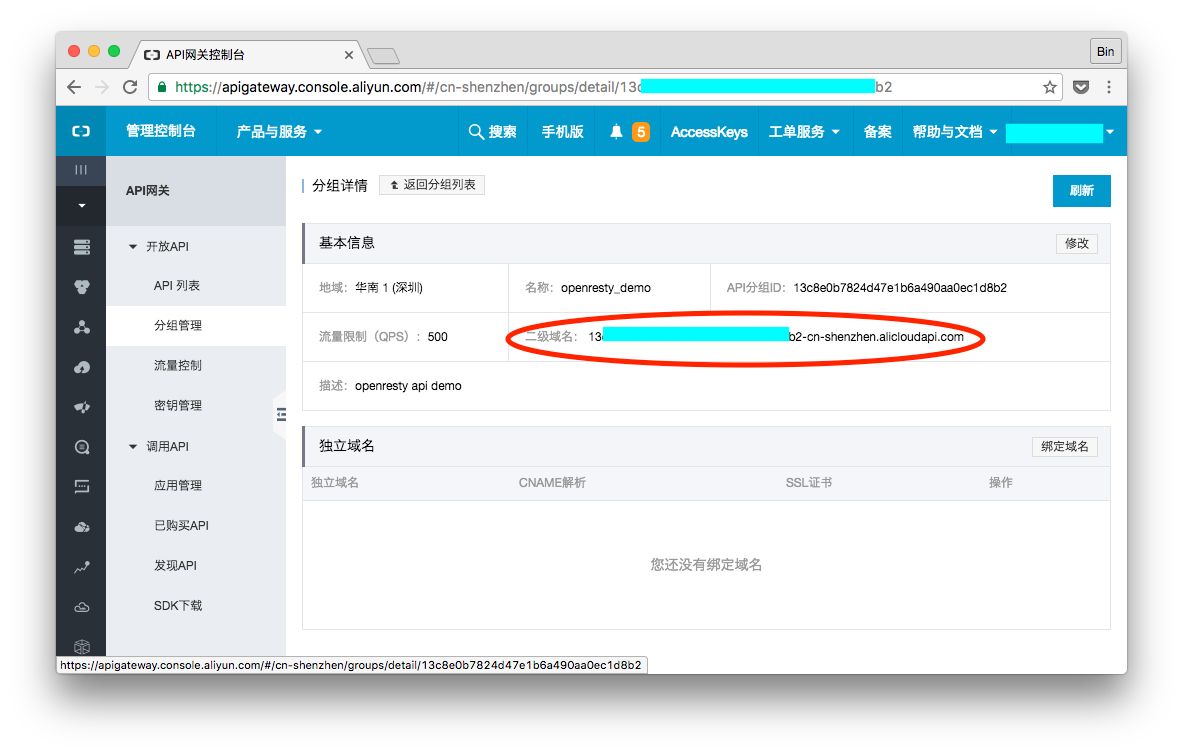 API网关控制台
Bin
https://apigateway.console.aliyun.com/#/cn-shenzhen/groups/detail/13c b2
管理控制台 产品与服务 搜索 手机版 5 AccessKeys 工单服务 备案 帮助与文档
API网关
开放API
API 列表
分组管理
流量控制
密钥管理
调用API
应用管理
已购买API
发现API
SDK下载
分组详情 返回分组列表 刷新
基本信息 修改
地域: 华南 1 (深圳) 名称: openresty_demo API分组ID: 13c8e0b7824d47e1b6a490aa0ec1d8b2
流量限制（QPS）: 500 二级域名: 13c b2-cn-shenzhen.alicloudapi.com
描述: openresty api demo
独立域名 绑定域名
独立域名 CNAME解析 SSL证书 操作
您还没有绑定域名
https://apigateway.console.aliyun.com/#/cn-shenzhen/groups/detail/13c8e0b7824d47e1b6a490aa0ec1d8b2